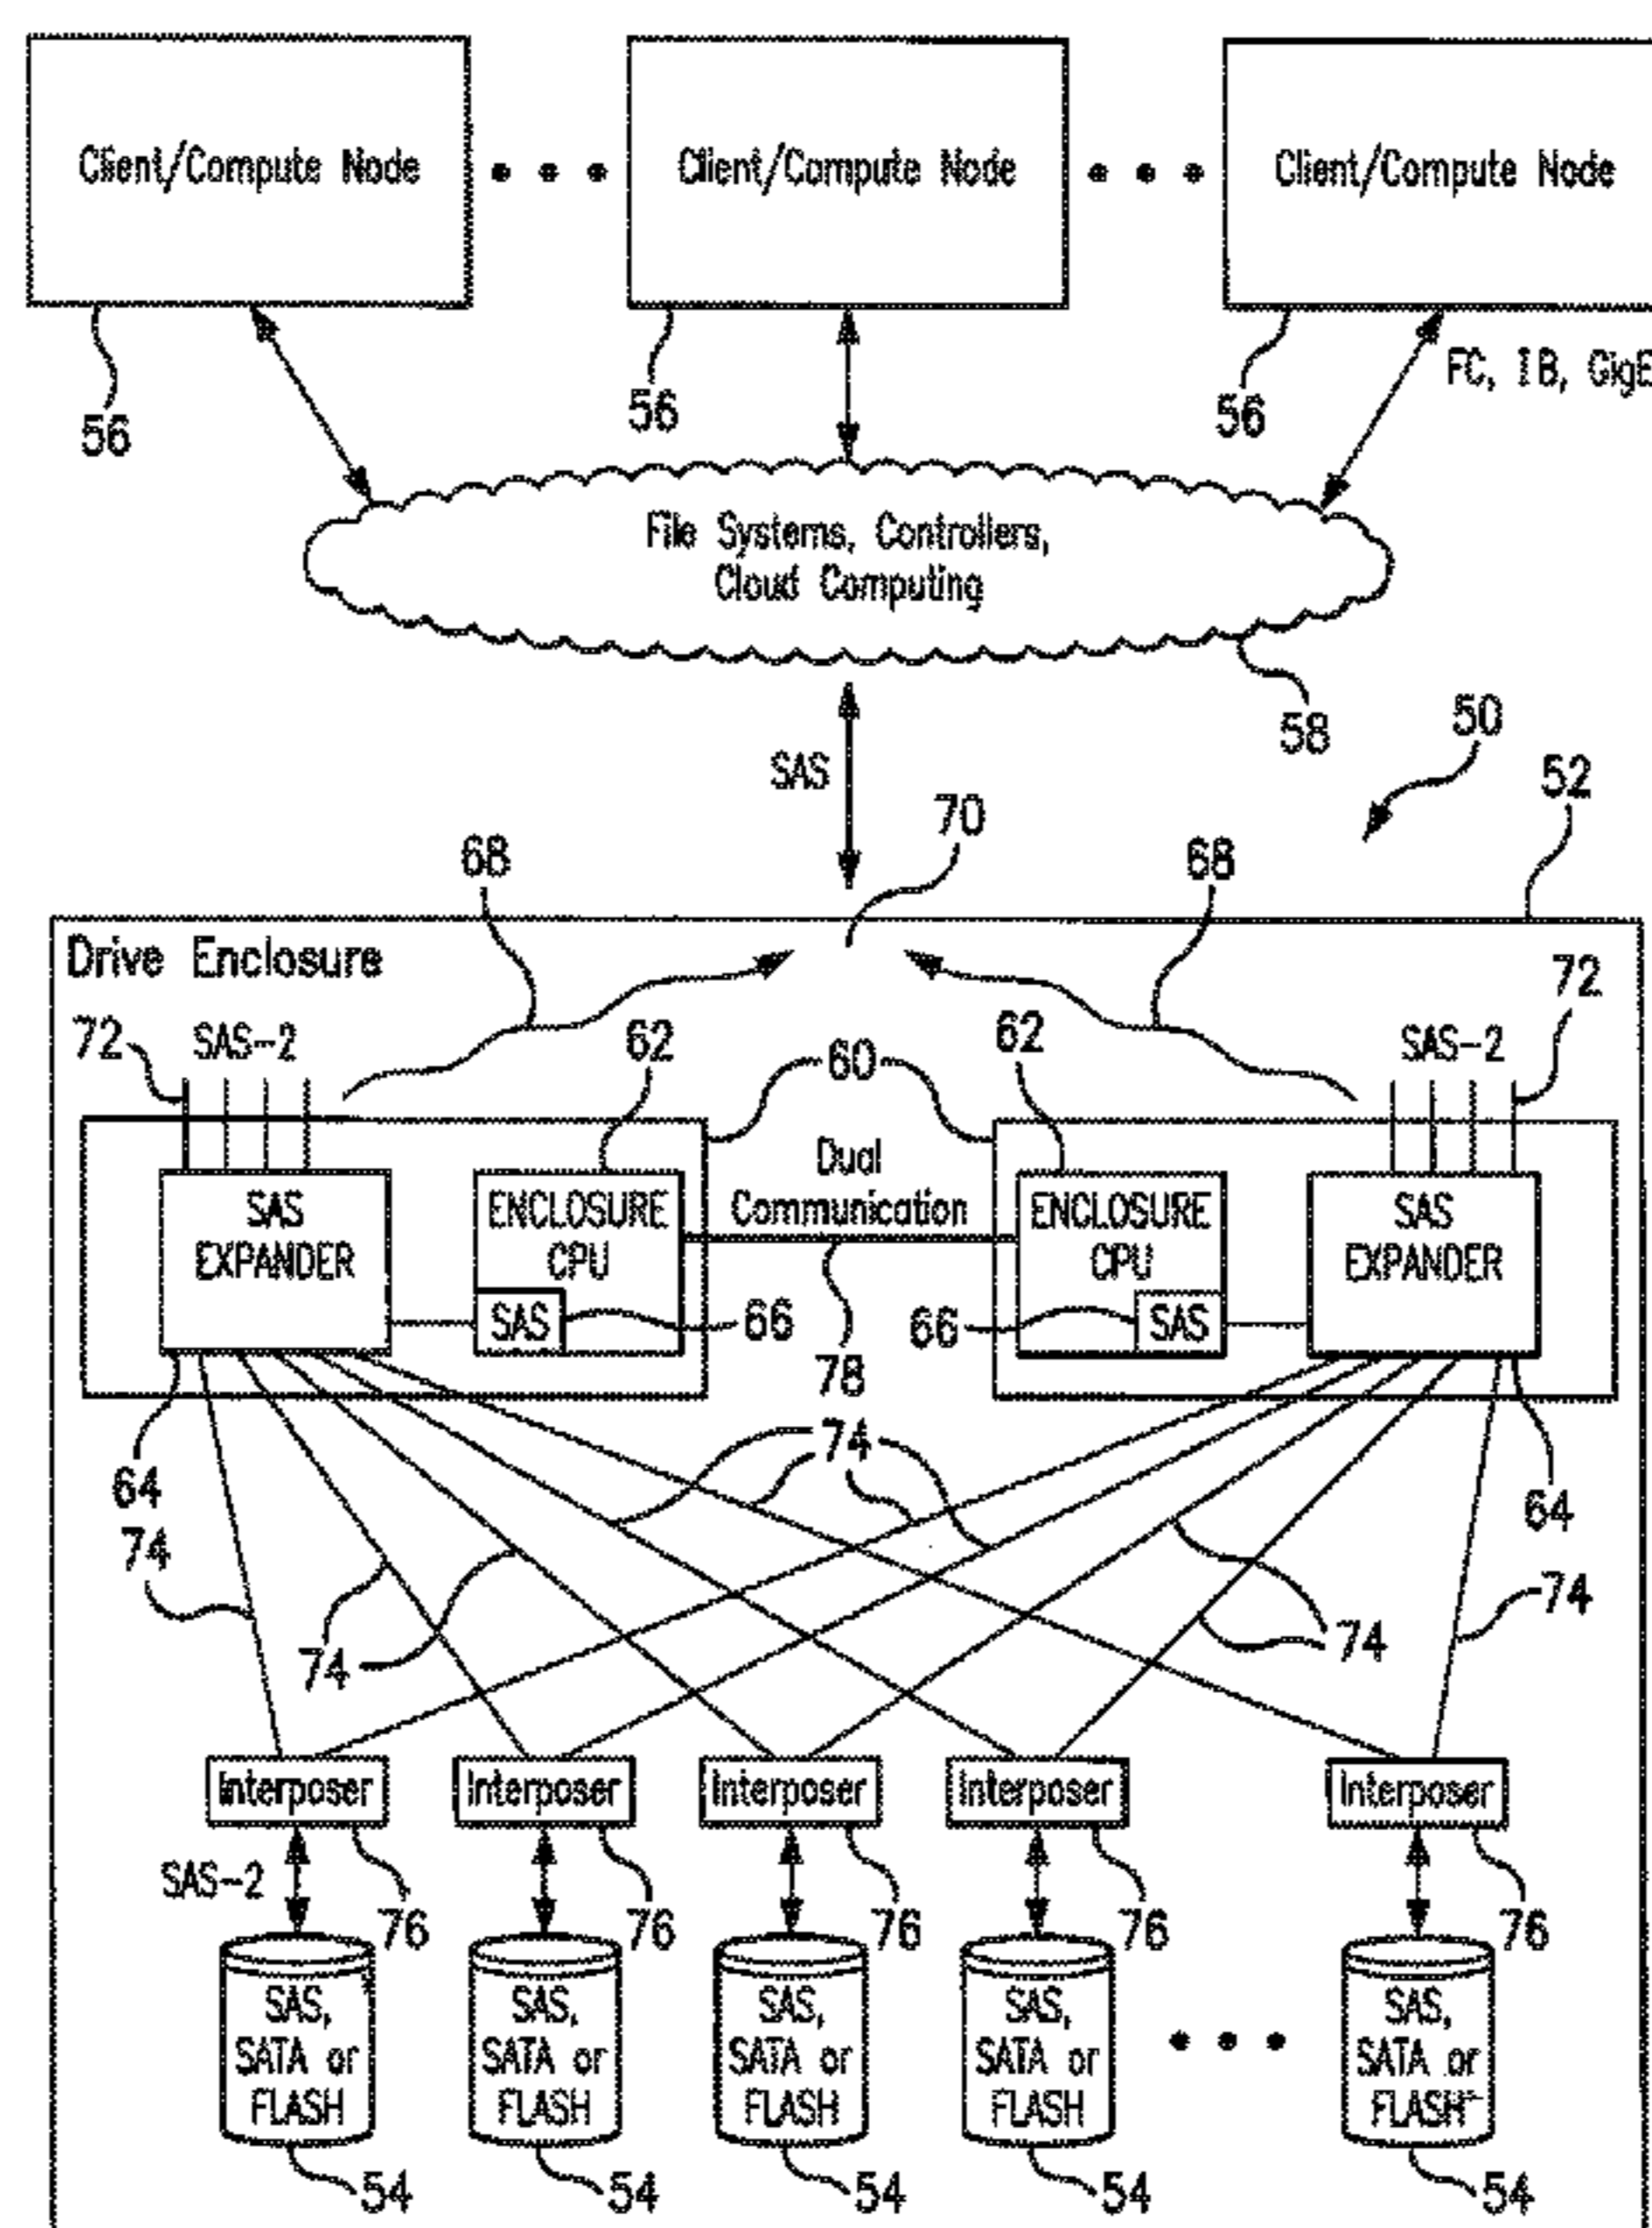 Client/Compute Node
Client/Compute Node
Client/Compute Node
56
56
56
FC, IB, GigE
File Systems, Controllers,
Cloud Computing
58
SAS
50
52
70
68
68
Drive Enclosure
72
SAS-2
62
60
62
SAS-2
72
SAS
EXPANDER
ENCLOSURE
CPU
SAS
66
Dual
Communication
78
ENCLOSURE
CPU
SAS
66
SAS
EXPANDER
64
74
64
74
74
74
74
Interposer
Interposer
Interposer
Interposer
Interposer
SAS-2
76
76
76
76
76
SAS,
SATA or
FLASH
SAS,
SATA or
FLASH
SAS,
SATA or
FLASH
SAS,
SATA or
FLASH
SAS,
SATA or
FLASH
54
54
54
54
54